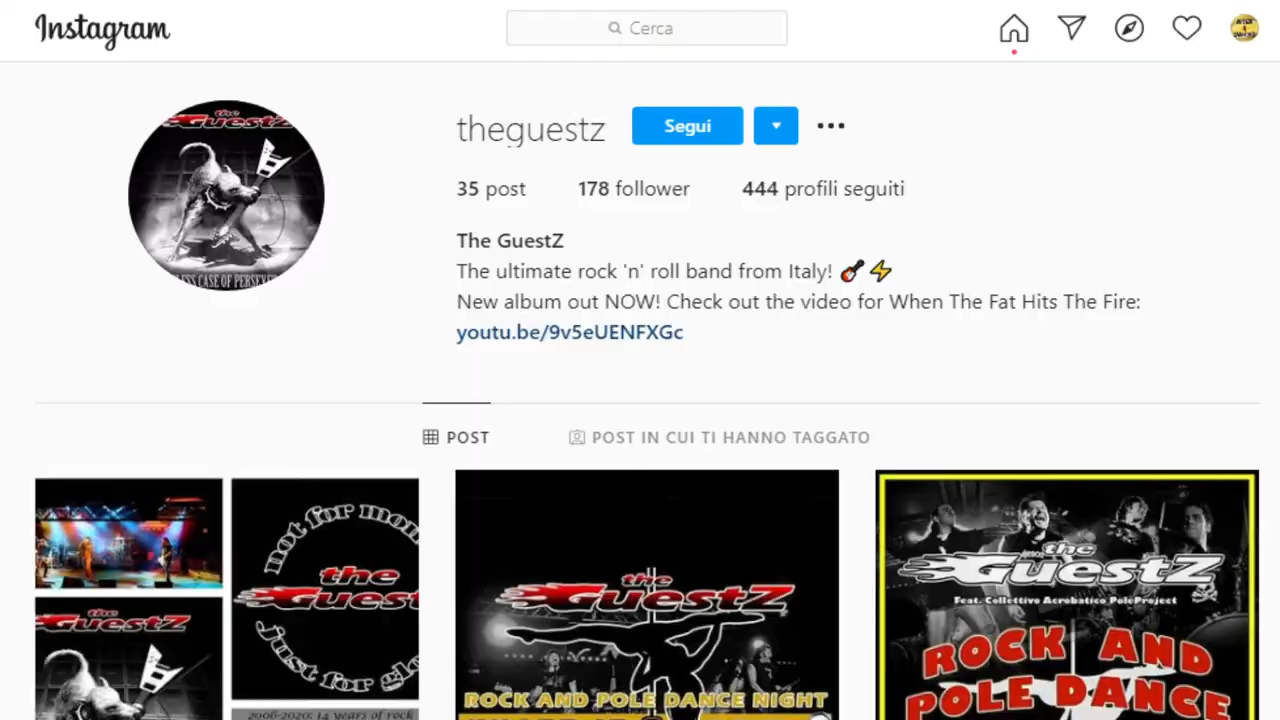 Instagram
Cerca
theguestz
Segui
35 post
178 follower
444 profili seguiti
The GuestZ
The ultimate rock 'n' roll band from Italy! 🎸⚡
New album out NOW! Check out the video for When The Fat Hits The Fire:
youtu.be/9v5eUENFXGc
POST
POST IN CUI TI HANNO TAGGATO
the
GuestZ
not for mon
the
Guest
just for glo
the
GuestZ
2006-2020: 14 years of rock
the
GuestZ
ROCK AND POLE DANCE NIGHT
the
GuestZ
Feat. Collettivo Acrobatico PoleProject
ROCK AND
POLE DANCE